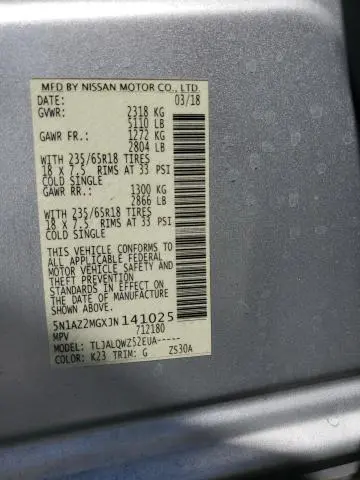 MFD BY NISSAN MOTOR CO., LTD.
DATE: 03/18
GVWR: 2318 KG
5110 LB
GAWR FR.: 1272 KG
2804 LB
WITH 235/65R18 TIRES
18 X 7.5 RIMS AT 33 PSI
COLD SINGLE
GAWR RR.: 1300 KG
2866 LB
WITH 235/65R18 TIRES
18 X 7.5 RIMS AT 33 PSI
COLD SINGLE
THIS VEHICLE CONFORMS TO
ALL APPLICABLE FEDERAL
MOTOR VEHICLE SAFETY AND
THEFT PREVENTION
STANDARDS IN EFFECT ON
THE DATE OF MANUFACTURE
SHOWN ABOVE.
5N1AZ2MGXJN141025
MPV 712180
MODEL: TLJALQWZ52EUA-----
COLOR: K23 TRIM: G ZS30A